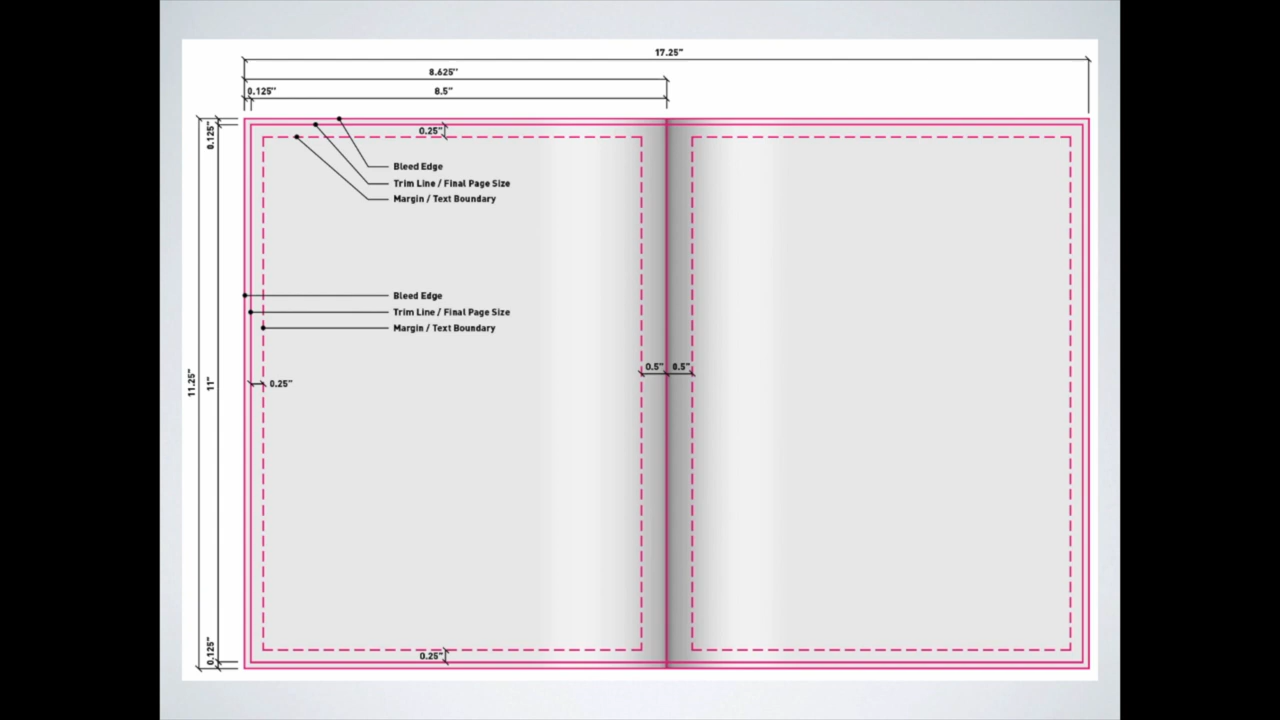 17.25"
8.625"
0.125" 8.5"
0.125"
0.25"
Bleed Edge
Trim Line / Final Page Size
Margin / Text Boundary
Bleed Edge
Trim Line / Final Page Size
Margin / Text Boundary
0.5" 0.5"
11.25" 11" 0.25"
0.125"
0.25"